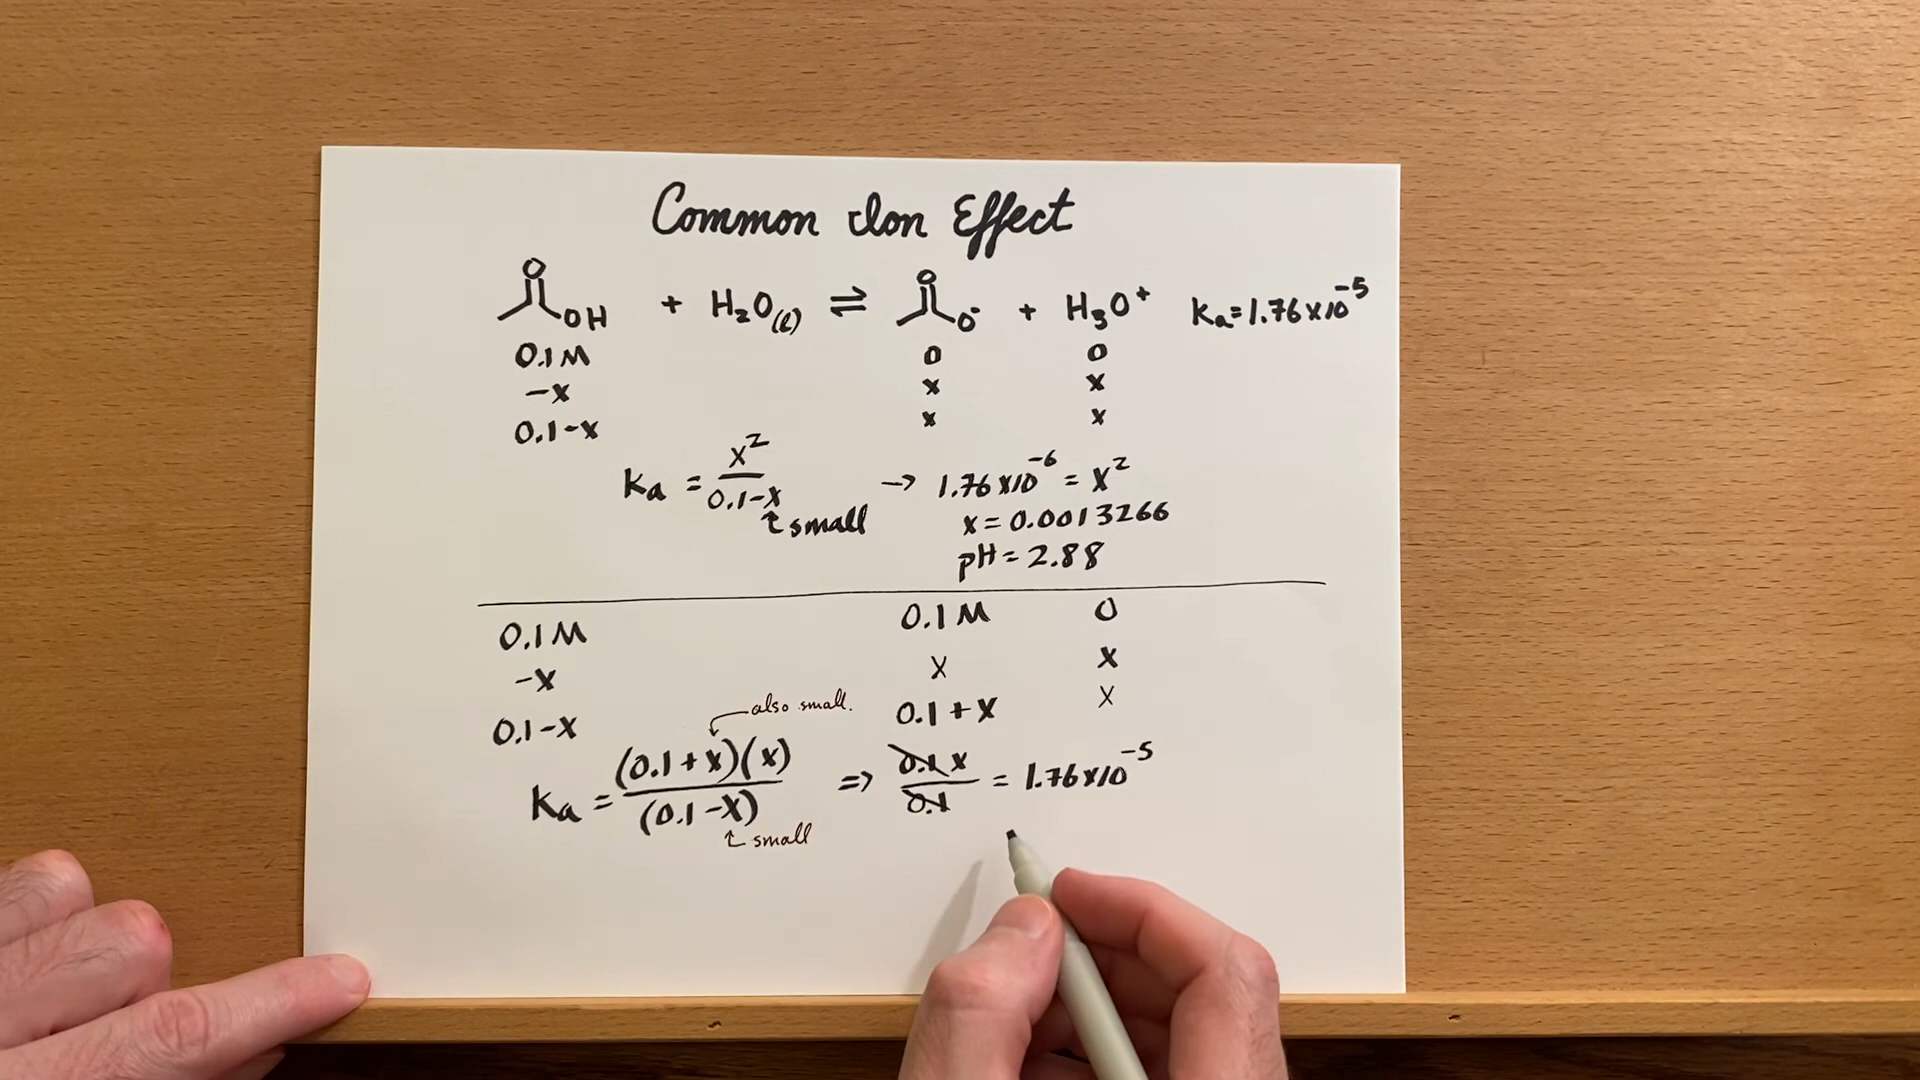 Common Ion Effect
O
OH + H₂O(l) ⇌ O O⁻ + H₃O⁺ Ka=1.76x10⁻⁵
0.1M 0 0
-x x x
0.1-x x x
Ka = x²/0.1-x → 1.76x10⁻⁶ = x²
↑ small x = 0.0013266
pH = 2.88
0.1M 0.1M 0
-x x x
0.1-x 0.1+x x
also small.
Ka = (0.1+x)(x)/(0.1-x) ⇒ 0.1x/0.1 = 1.76x10⁻⁵
↑ small